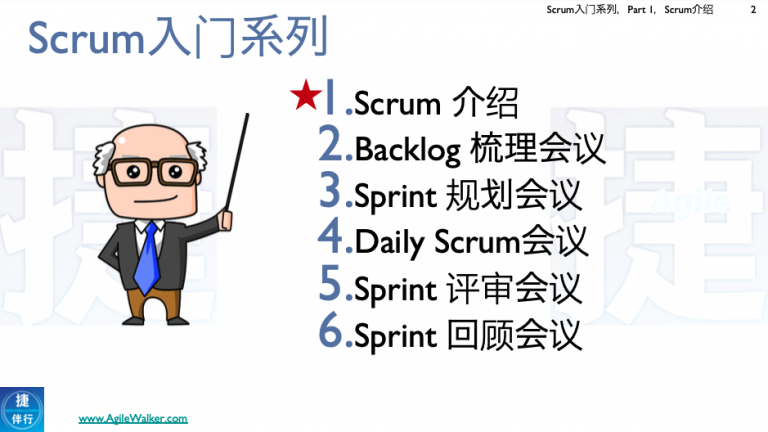 Scrum入门系列，Part 1，Scrum介绍 2
Scrum入门系列
1.Scrum 介绍
2.Backlog 梳理会议
3.Sprint 规划会议
4.Daily Scrum会议
5.Sprint 评审会议
6.Sprint 回顾会议
捷
捷
Agile
捷
伴行
www.AgileWalker.com